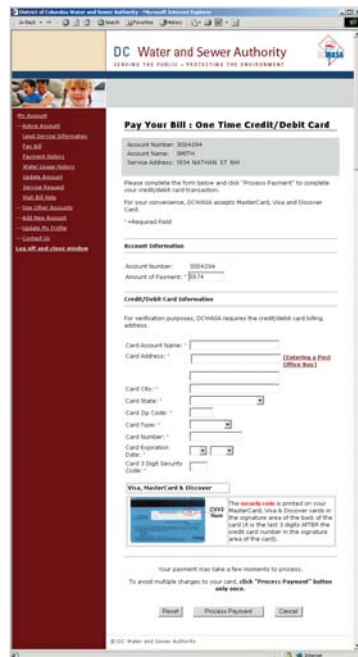 District of Columbia Water and Sewer Authority - Microsoft Internet Explorer
Back
Search Favorites
DC Water and Sewer Authority
SERVING THE PUBLIC • PROTECTING THE ENVIRONMENT
WASA
My Account
Active Account
Lead Service Information
Pay Bill
Payment History
Water Usage History
Update Account
Service Request
High Bill Help
See Other Accounts
Add New Account
Update My Profile
Contact Us
Log off and close window
Pay Your Bill : One Time Credit/Debit Card
Account Number: 3004294
Account Name: SMITH
Service Address: NATHAN ST NW
Please complete the form below and click "Process Payment" to complete
your credit/debit card transaction.
For your convenience, DCWASA accepts MasterCard, Visa and Discover
Card.
* =Required Field
Account Information
Account Number: 3004294
Amount of Payment: * 59.74
Credit/Debit Card Information
For verification purposes, DCWASA requires the credit/debit card billing
address.
Card Account Name: *
Card Address: *
(Entering a Post
Office Box)
Card City: *
Card State: *
Card Zip Code: *
Card Type: *
Card Number: *
Card Expiration
Date: *
Card 3 Digit Security
Code: *
Visa, MasterCard & Discover
CVV2
Num
The security code is printed on your
MasterCard, Visa & Discover cards in
the signature area of the back of the
card (it is the last 3 digits AFTER the
credit card number in the signature
area of the card).
Your payment may take a few moments to process.
To avoid multiple charges to your card, click "Process Payment" button
only once.
Reset Process Payment Cancel
© DC Water and Sewer Authority
Internet